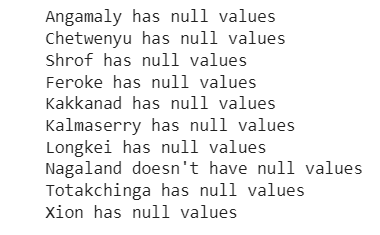 Angamaly has null values
Chetwenyu has null values
Shrof has null values
Feroke has null values
Kakkanad has null values
Kalmaserry has null values
Longkei has null values
Nagaland doesn't have null values
Totakchinga has null values
Xion has null values